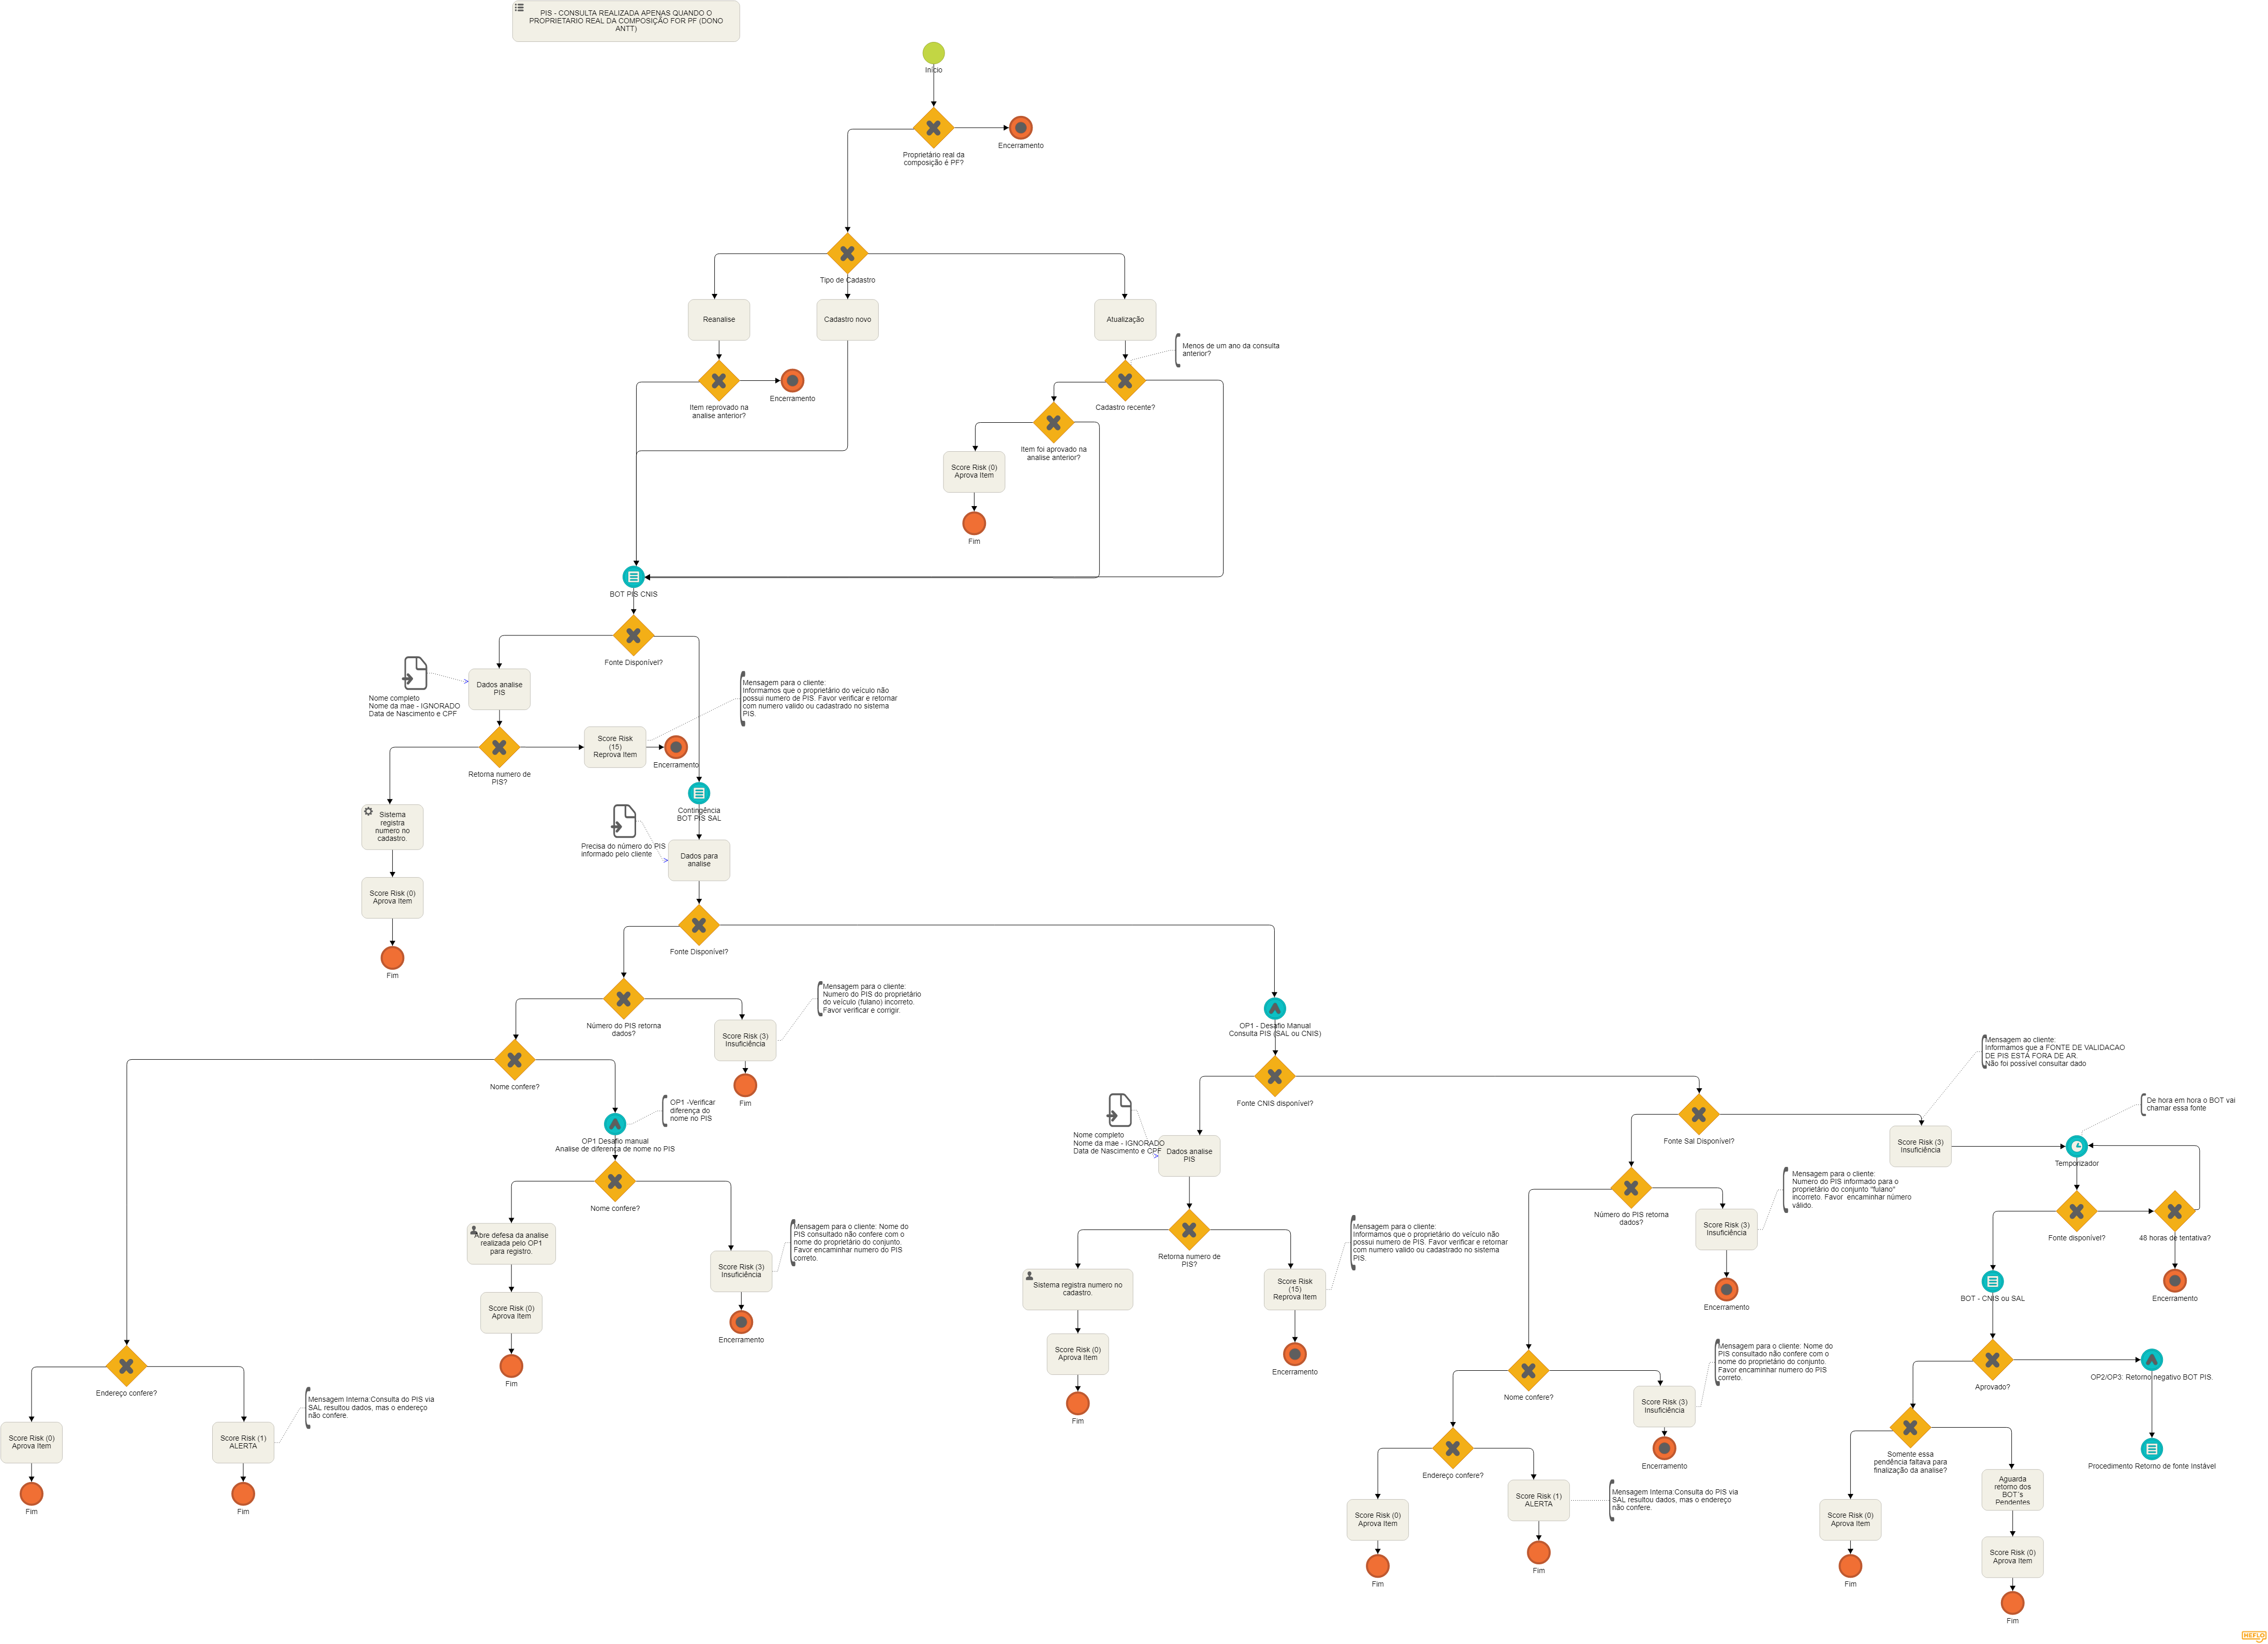 PIS - CONSULTA REALIZADA APENAS QUANDO O
PROPRIETARIO REAL DA COMPOSIÇÃO FOR PF (DONO
ANTT)
Início
Proprietário real da
composição é PF?
Encerramento
Tipo de Cadastro
Reanalise
Cadastro novo
Atualização
Menos de um ano da consulta
anterior?
Item reprovado na
analise anterior?
Encerramento
Cadastro recente?
Item foi aprovado na
analise anterior?
Score Risk (0)
Aprova Item
Fim
BOT PIS CNIS
Fonte Disponível?
Dados analise
PIS
Nome completo
Nome da mae - IGNORADO
Data de Nascimento e CPF
Mensagem para o cliente:
Informamos que o proprietário do veículo não
possui numero de PIS. Favor verificar e retornar
com numero valido ou cadastrado no sistema
PIS.
Retorna numero de
PIS?
Score Risk
(15)
Reprova Item
Encerramento
Sistema
registra
numero no
cadastro.
Score Risk (0)
Aprova Item
Fim
Contingência
BOT PIS SAL
Precisa do número do PIS
informado pelo cliente
Dados para
analise
Fonte Disponível?
Número do PIS retorna
dados?
Mensagem para o cliente:
Numero do PIS do proprietário
do veículo (fulano) incorreto.
Favor verificar e corrigir.
Score Risk (3)
Insuficiência
Fim
Nome confere?
OP1 -Verificar
diferença do
nome no PIS
OP1 Desafio manual
Analise de diferença de nome no PIS
Nome confere?
Abre defesa da analise
realizada pelo OP1
para registro.
Score Risk (0)
Aprova Item
Fim
Mensagem para o cliente: Nome do
PIS consultado não confere com o
nome do proprietário do conjunto.
Favor encaminhar numero do PIS
correto.
Score Risk (3)
Insuficiência
Encerramento
Endereço confere?
Score Risk (0)
Aprova Item
Fim
Score Risk (1)
ALERTA
Fim
Mensagem Interna:Consulta do PIS via
SAL resultou dados, mas o endereço
não confere.
OP1 - Desafio Manual
Consulta PIS (SAL ou CNIS)
Fonte CNIS disponível?
Nome completo
Nome da mae - IGNORADO
Data de Nascimento e CPF
Dados analise
PIS
Retorna numero de
PIS?
Sistema registra numero no
cadastro.
Score Risk (0)
Aprova Item
Fim
Score Risk
(15)
Reprova Item
Encerramento
Mensagem para o cliente:
Informamos que o proprietário do veículo não
possui numero de PIS. Favor verificar e retornar
com numero valido ou cadastrado no sistema
PIS.
Fonte Sal Disponível?
Número do PIS retorna
dados?
Mensagem para o cliente:
Numero do PIS informado para o
proprietário do conjunto "fulano"
incorreto. Favor  encaminhar número
válido.
Score Risk (3)
Insuficiência
Encerramento
Nome confere?
Mensagem para o cliente: Nome do
PIS consultado não confere com o
nome do proprietário do conjunto.
Favor encaminhar numero do PIS
correto.
Score Risk (3)
Insuficiência
Encerramento
Endereço confere?
Score Risk (0)
Aprova Item
Fim
Score Risk (1)
ALERTA
Fim
Mensagem Interna:Consulta do PIS via
SAL resultou dados, mas o endereço
não confere.
Mensagem ao cliente:
Informamos que a FONTE DE VALIDACAO
DE PIS ESTÁ FORA DE AR.
Não foi possível consultar dado
Score Risk (3)
Insuficiência
De hora em hora o BOT vai
chamar essa fonte
Temporizador
Fonte disponível?
48 horas de tentativa?
Encerramento
BOT - CNIS ou SAL
Aprovado?
OP2/OP3: Retorno negativo BOT PIS.
Procedimento Retorno de fonte Instável
Somente essa
pendência faltava para
finalização da analise?
Score Risk (0)
Aprova Item
Fim
Aguarda
retorno dos
BOT´s
Pendentes
Score Risk (0)
Aprova Item
Fim
HEFLO